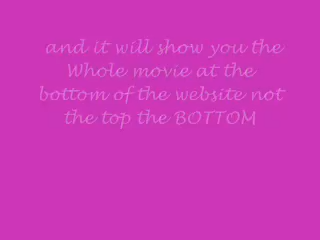 and it will show you the
Whole movie at the
bottom of the website not
the top the BOTTOM